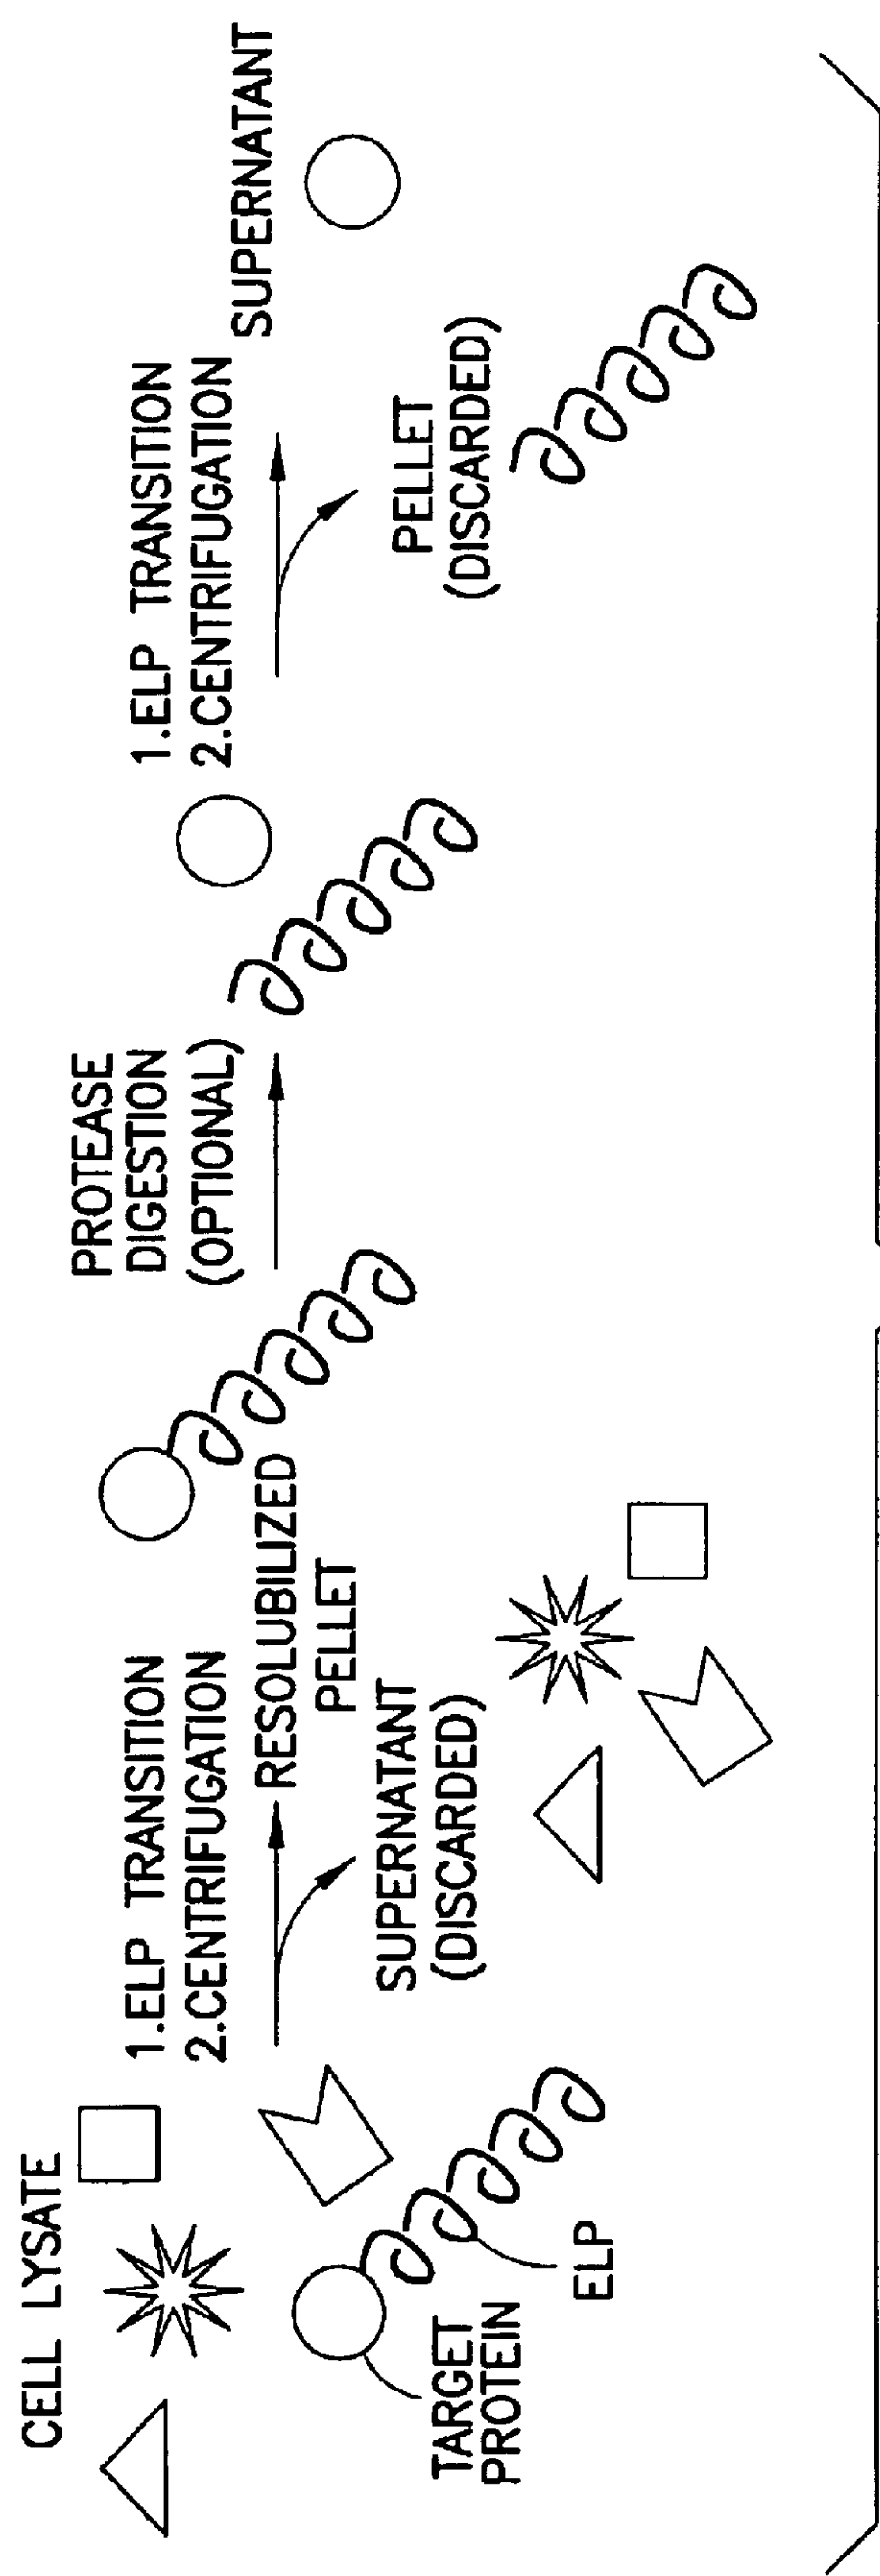 CELL LYSATE
TARGET
PROTEIN
ELP
1.ELP TRANSITION
2.CENTRIFUGATION
SUPERNATANT
(DISCARDED)
RESOLUBILIZED
PELLET
PROTEASE
DIGESTION
(OPTIONAL)
1.ELP TRANSITION
2.CENTRIFUGATION
PELLET
(DISCARDED)
SUPERNATANT